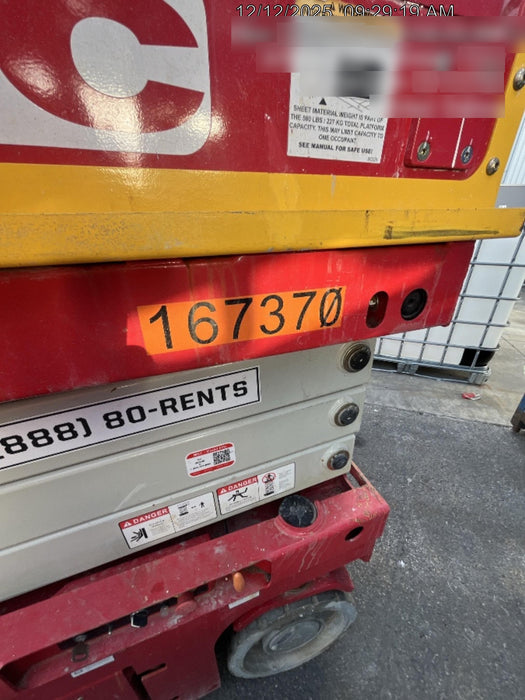 12/12/2025 09:29:19 AM
C
SHEET MATERIAL WEIGHT IS PART OF
THE 500 LBS / 227 KG TOTAL PLATFORM
CAPACITY. THIS MAY LIMIT CAPACITY TO
ONE OCCUPANT.
SEE MANUAL FOR SAFE USE!
16737Ø
(888) 80-RENTS
DANGER
DANGER